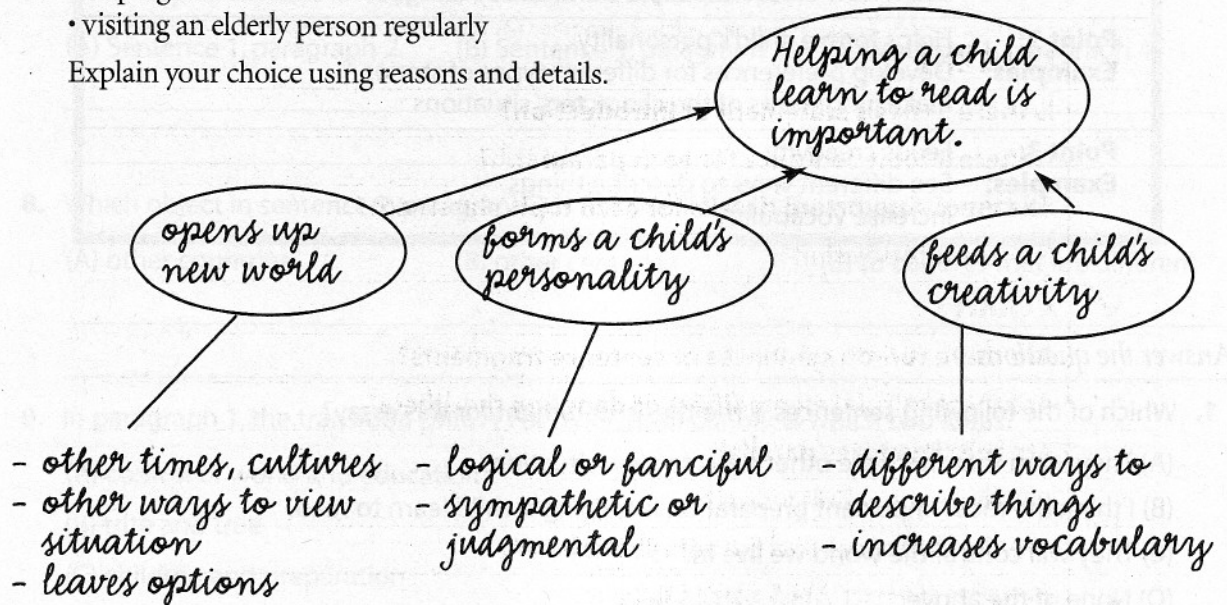 • visiting an elderly person regularly
Explain your choice using reasons and details.
Helping a child
learn to read is
important.
opens up
new world
forms a child's
personality
feeds a child's
creativity
- other times, cultures
- other ways to view
situation
- leaves options
- logical or fanciful
- sympathetic or
judgmental
- different ways to
- describe things
increases vocabulary